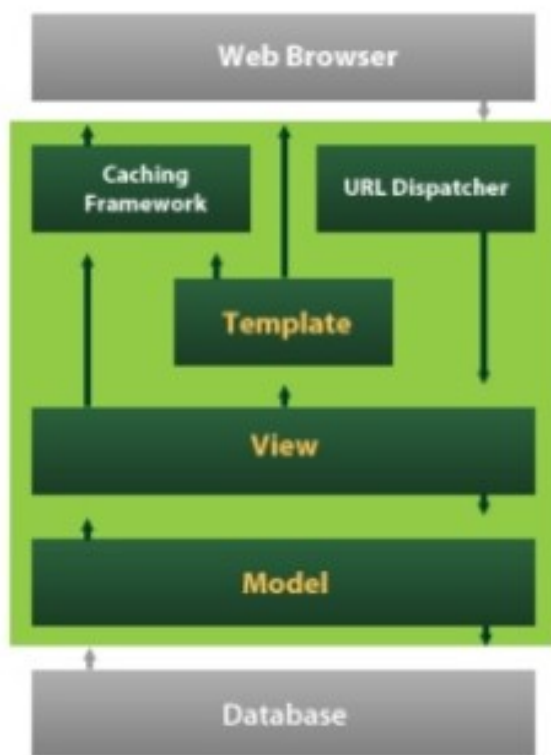 Web Browser
Caching
Framework
URL Dispatcher
Template
View
Model
Database